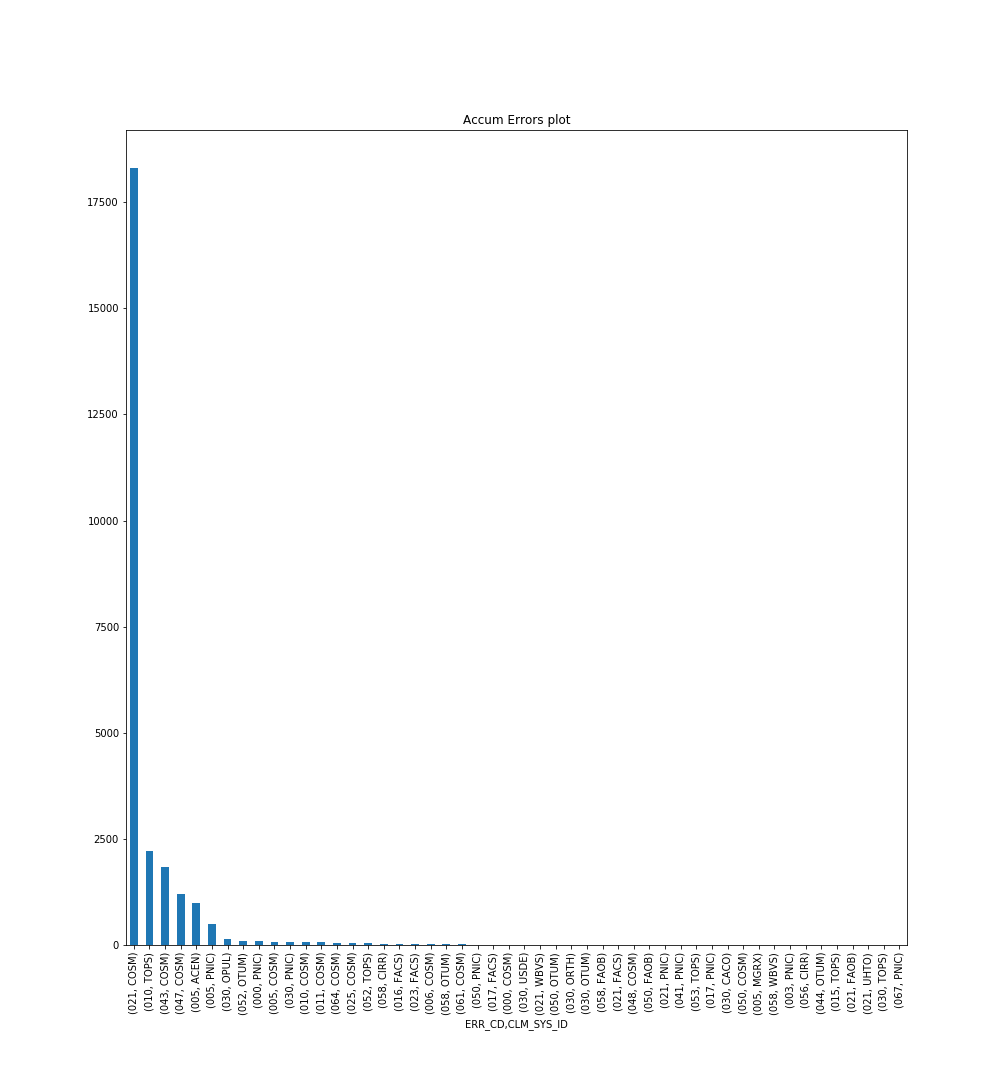 Accum Errors plot
17500
15000
12500
10000
7500
5000
2500
0
(021, COSM)
(010, TOPS)
(043, COSM)
(047, COSM)
(005, ACEN)
(005, PNIC)
(030, OPUL)
(052, OTUM)
(000, PNIC)
(005, COSM)
(030, PNIC)
(010, COSM)
(011, COSM)
(064, COSM)
(025, COSM)
(052, TOPS)
(058, CIRR)
(016, FACS)
(023, FACS)
(006, COSM)
(058, OTUM)
(061, COSM)
(050, PNIC)
(017, FACS)
(000, COSM)
(030, USDE)
(021, WBVS)
(050, OTUM)
(030, ORTH)
(030, OTUM)
(058, FAOB)
(021, FACS)
(048, COSM)
(050, FAOB)
(021, PNIC)
(041, PNIC)
(053, TOPS)
(017, PNIC)
(030, CACO)
(050, COSM)
(005, MGRX)
(058, WBVS)
(003, PNIC)
(056, CIRR)
(044, OTUM)
(015, TOPS)
(021, FAOB)
(021, UHTO)
(030, TOPS)
(067, PNIC)
ERR_CD,CLM_SYS_ID